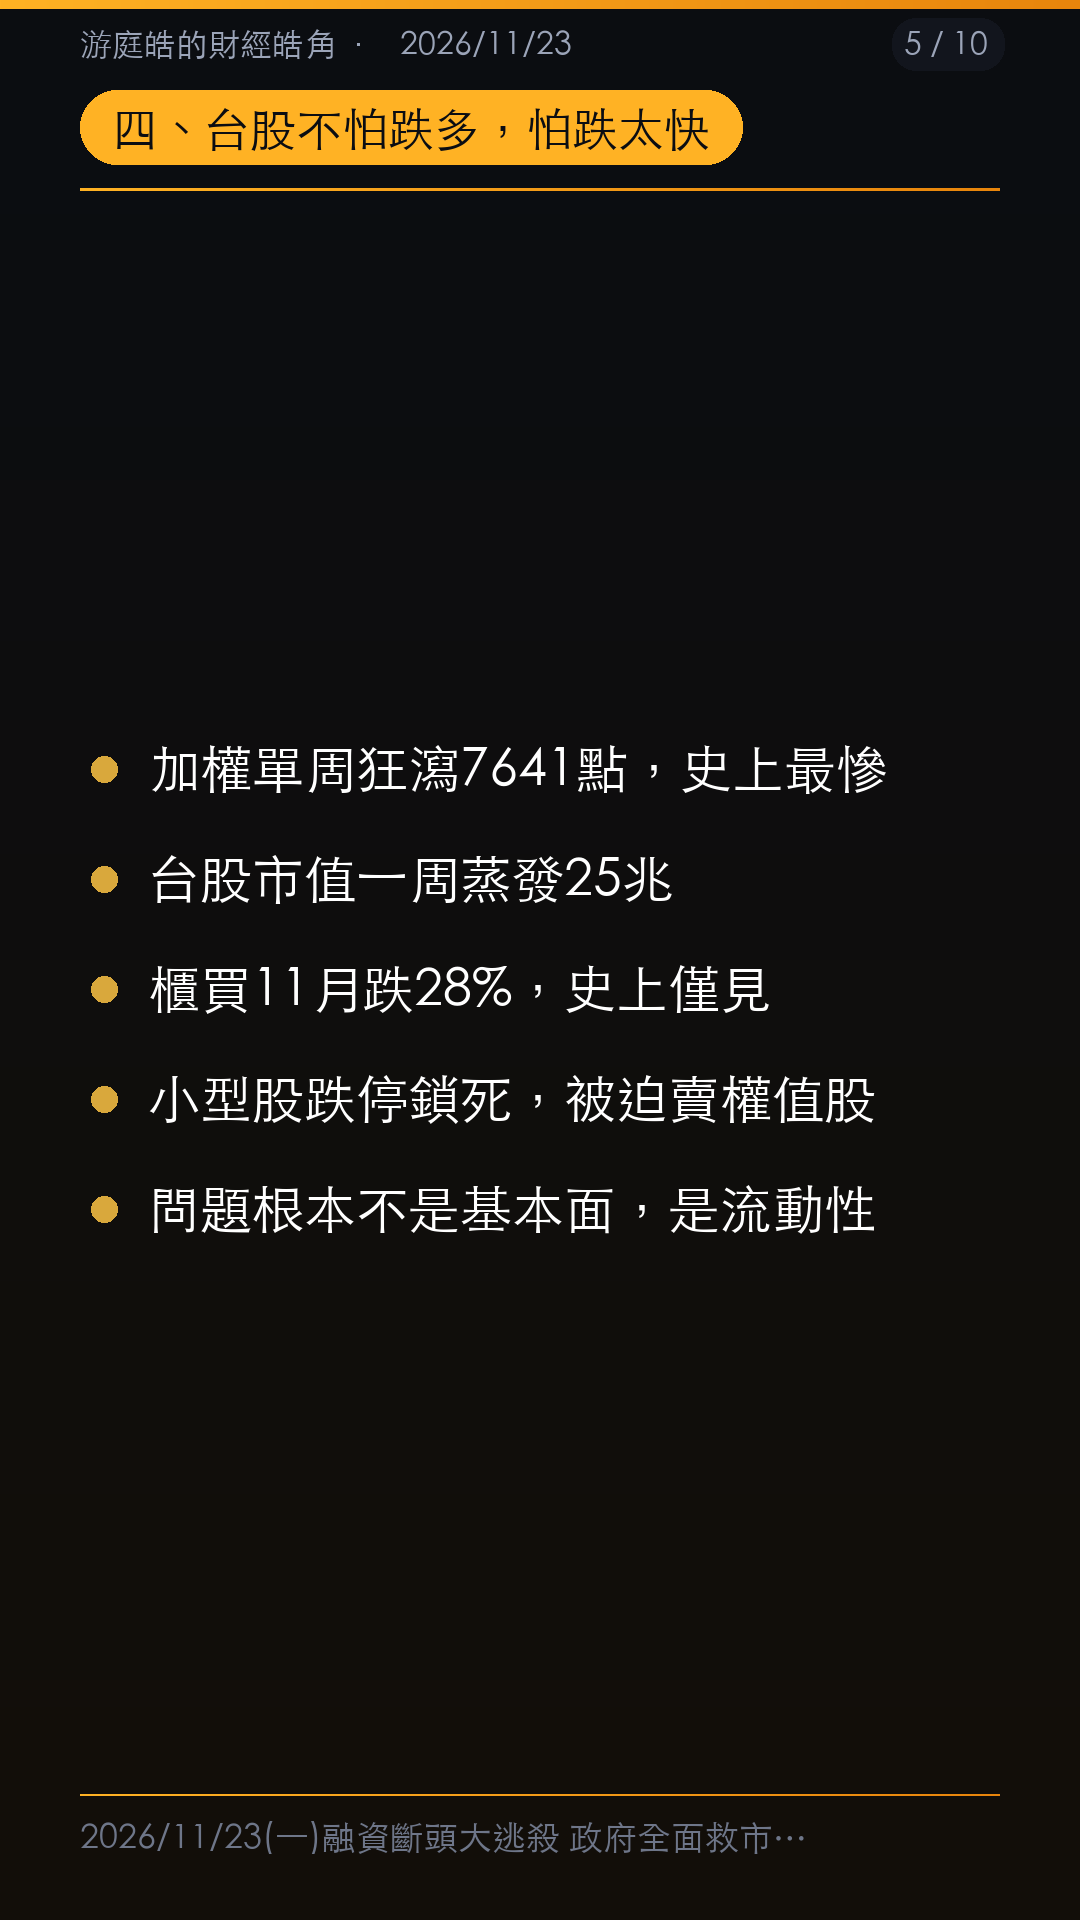 游庭皓的財經皓角 · 2026/11/23
5 / 10
四、台股不怕跌多，怕跌太快
加權單周狂瀉7641點，史上最慘
台股市值一周蒸發25兆
櫃買11月跌28%，史上僅見
小型股跌停鎖死，被迫賣權值股
問題根本不是基本面，是流動性
2026/11/23(一)融資斷頭大逃殺 政府全面救市…